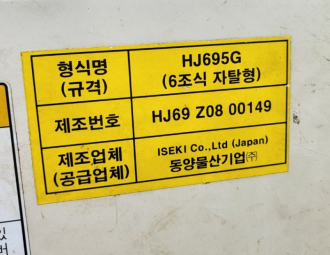 형식명
(규격)
HJ695G
(6조식 자탈형)
제조번호
HJ69 Z08 00149
제조업체
(공급업체)
ISEKI Co.,Ltd (Japan)
동양물산기업㈜
있
버